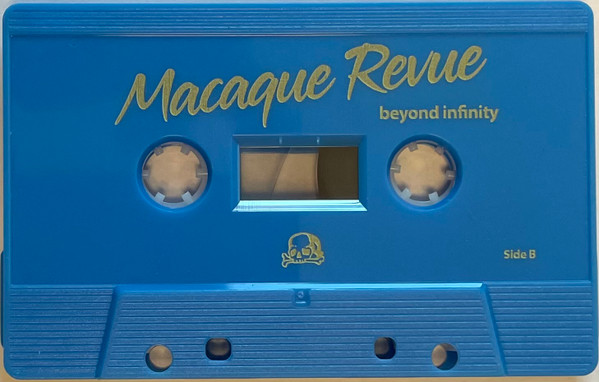 Macaque Revue
beyond infinity
Side B